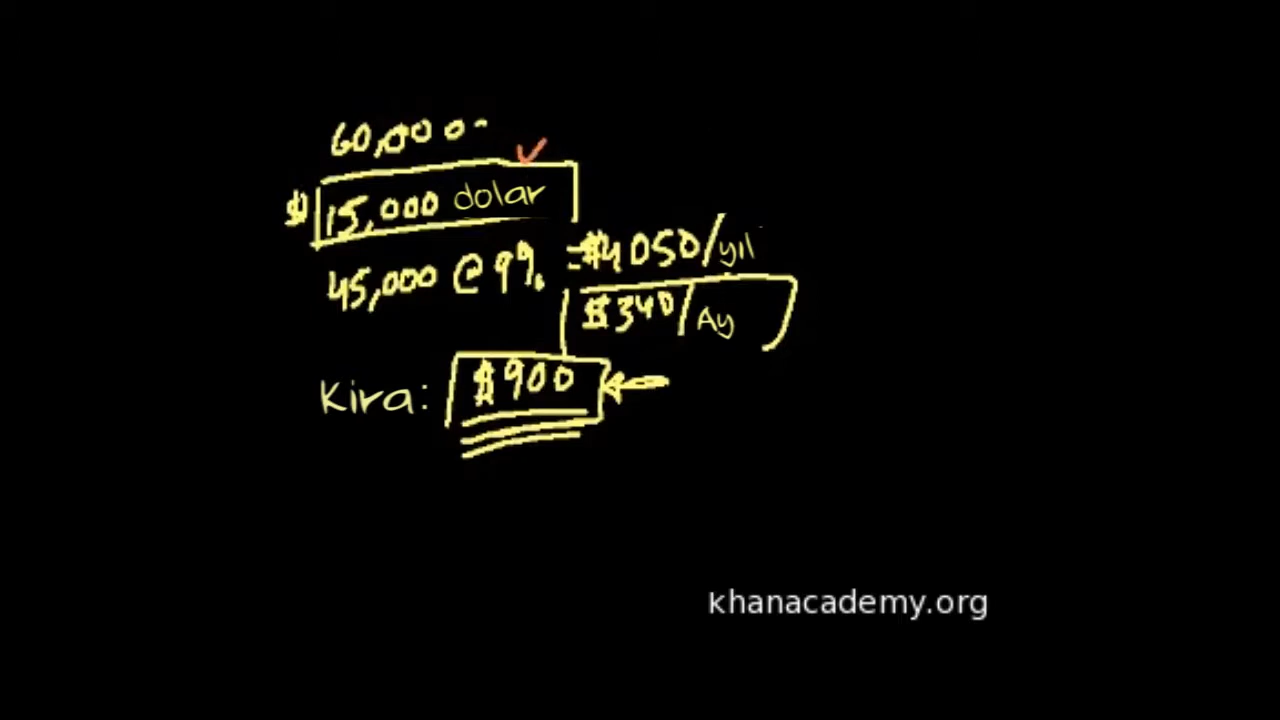 60,000
$15,000 dolar
45,000 @ 9% = $4050/yıl
$340/Ay
Kira: $900
khanacademy.org